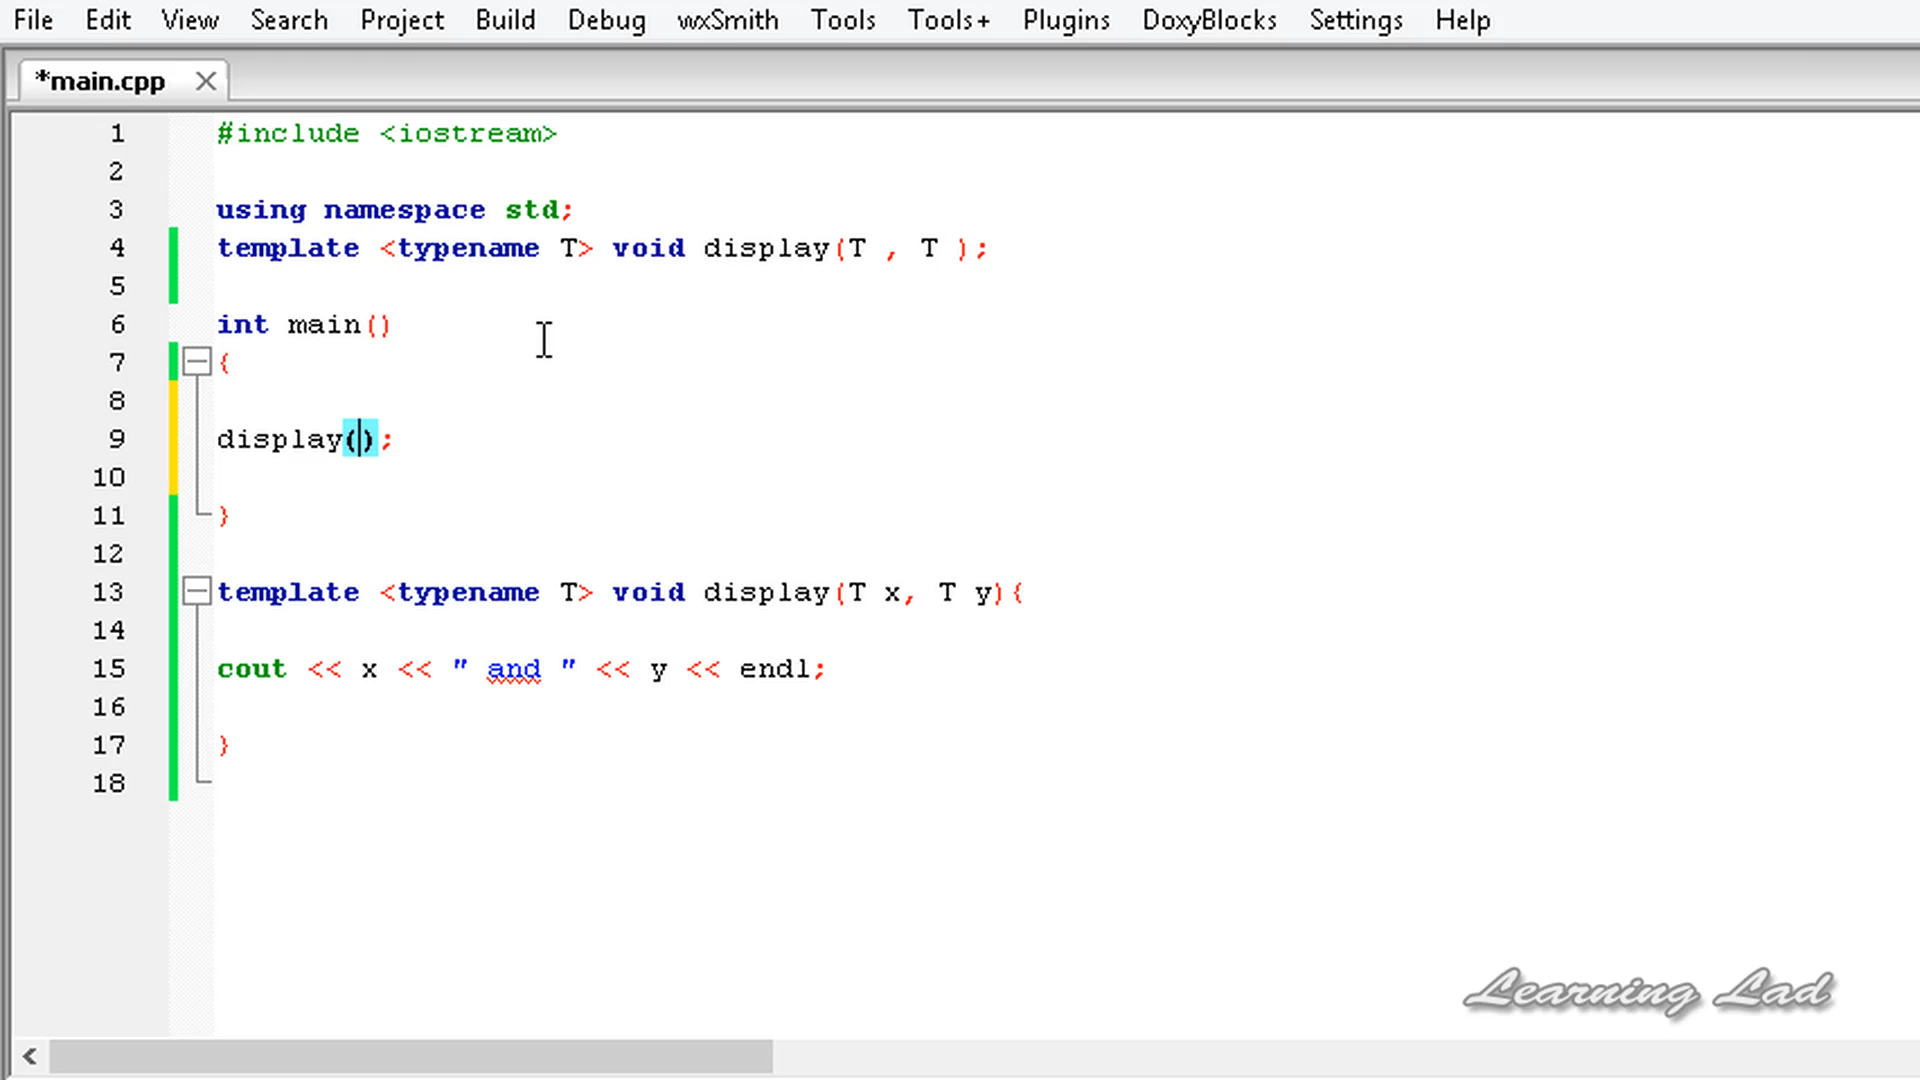 File Edit View Search Project Build Debug wxSmith Tools Tools+ Plugins DoxyBlocks Settings Help
*main.cpp
1 #include <iostream>
2
3 using namespace std;
4 template <typename T> void display(T , T );
5
6 int main()
7 {
8
9 display();
10
11 }
12
13 template <typename T> void display(T x, T y){
14
15 cout << x << " and " << y << endl;
16
17 }
18
Learning Lad